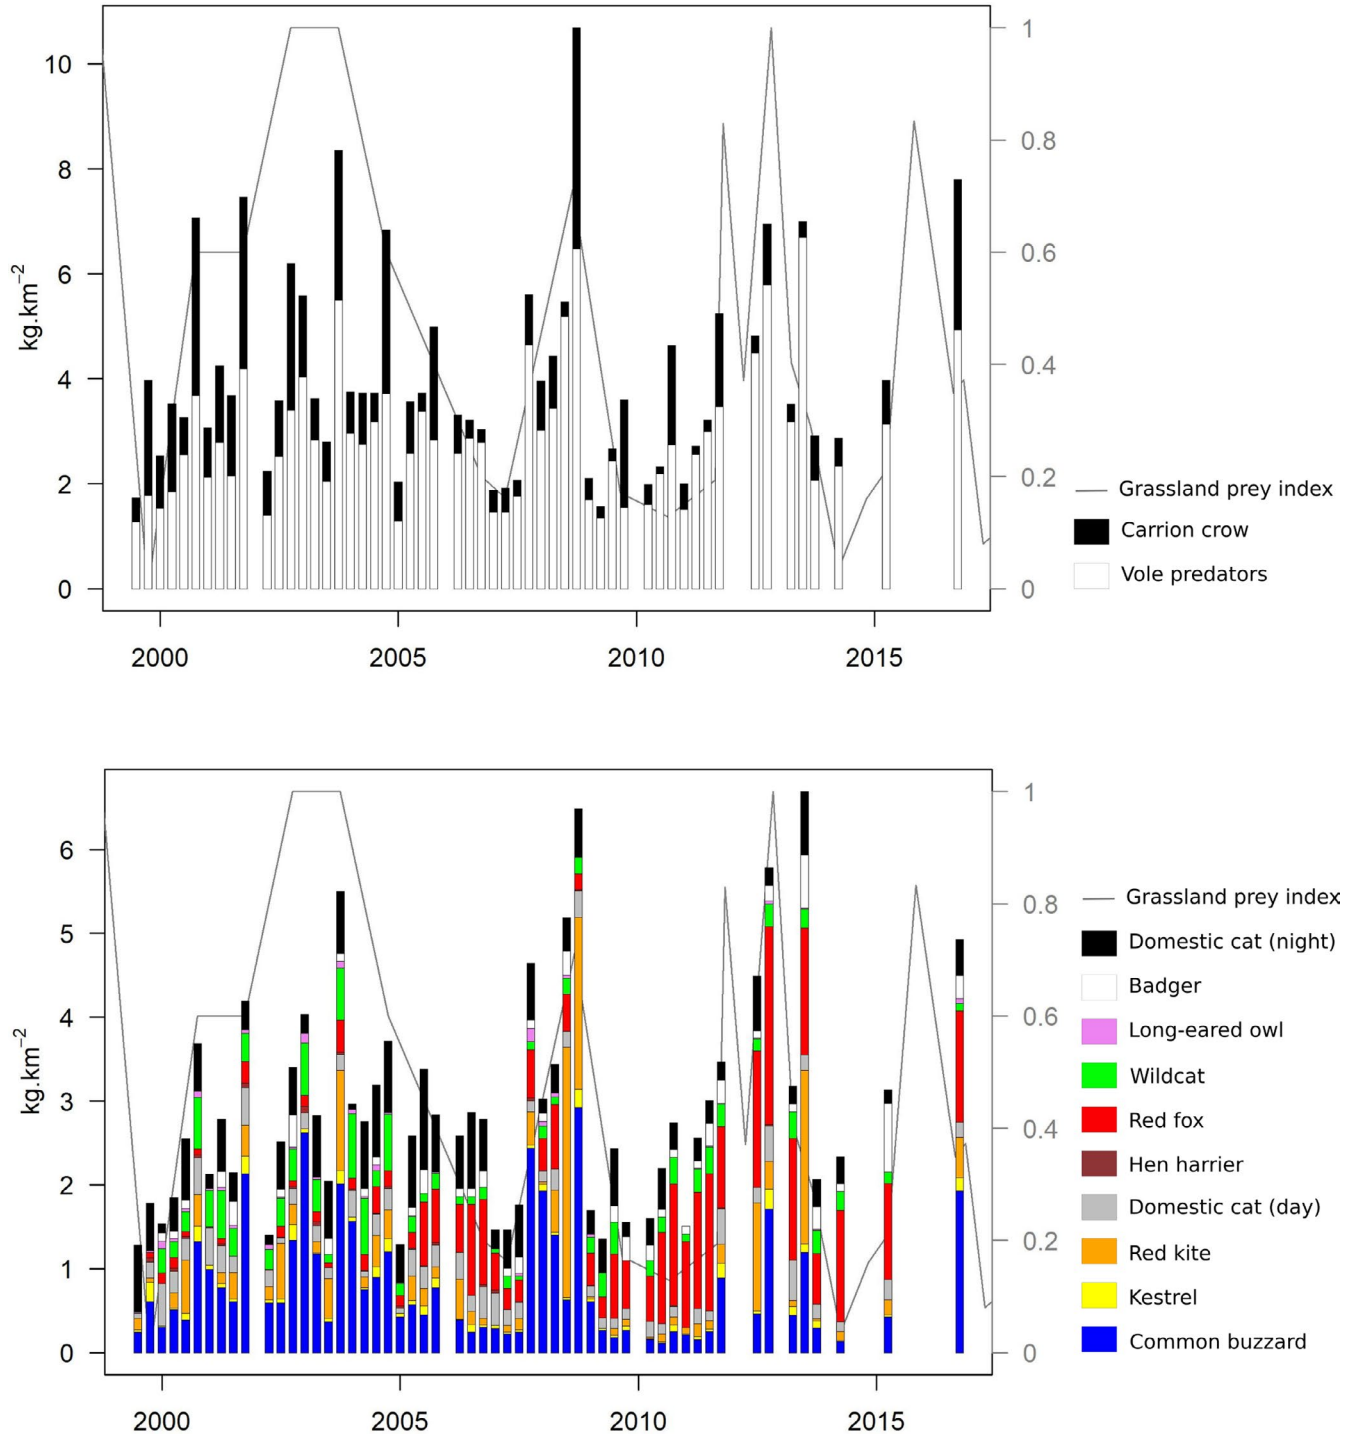 10
8
6
4
2
0
kg.km⁻²
1
0.8
0.6
0.4
0.2
0
2000 2005 2010 2015
Grassland prey index
Carrion crow
Vole predators
6
5
4
3
2
1
0
kg.km⁻²
1
0.8
0.6
0.4
0.2
0
2000 2005 2010 2015
Grassland prey index
Domestic cat (night)
Badger
Long-eared owl
Wildcat
Red fox
Hen harrier
Domestic cat (day)
Red kite
Kestrel
Common buzzard